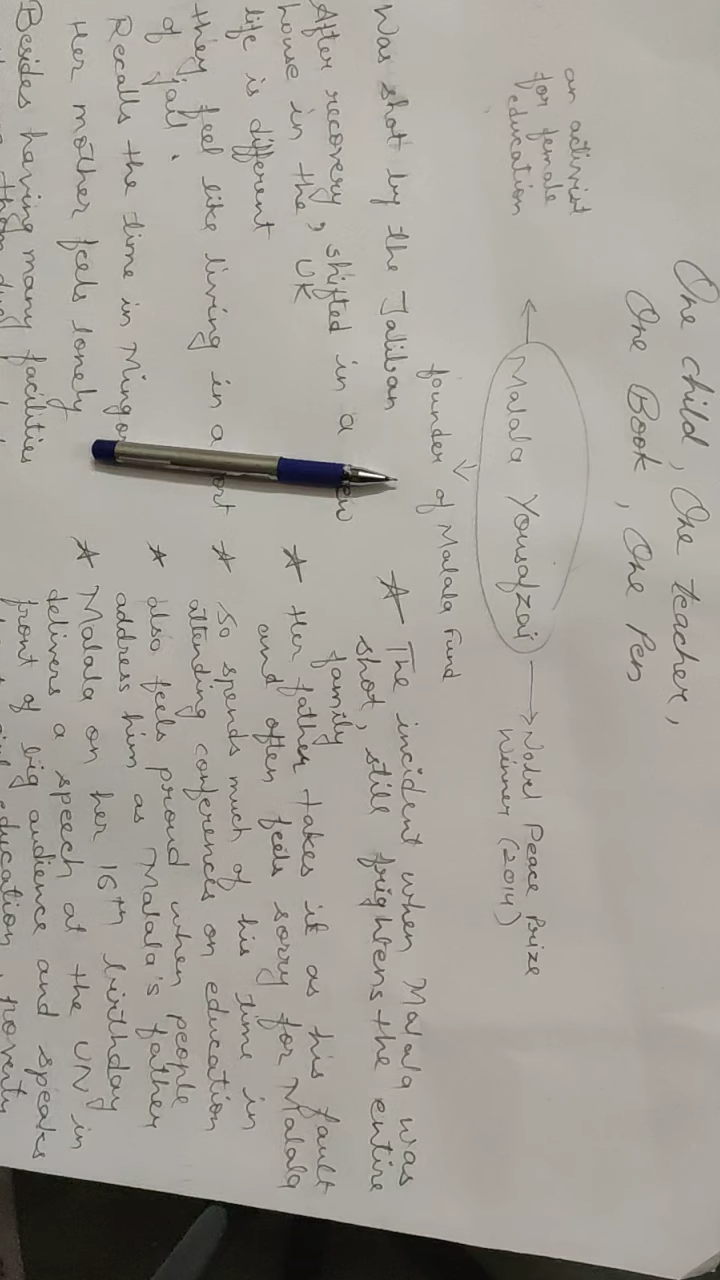 One child, One teacher,
One Book, One Pen
an activist
for female
education
Malala Yousafzai
Nobel Peace Prize
Winner (2014)
founder of Malala Fund
Was shot by the Taliban
After recovery, shifted in a
house in the UK
life is different
they feel like living in a
of jail.
Recalls the time in
Her mother feels lonely
Besides having many facilities
The incident when Malala was
shot, still frightens the entire
family
Her father takes it as his fault
and often feels sorry for Malala
So spends much of his time in
attending conferences on education
also feels proud when people
address him as Malala's father
Malala on her 16th birthday
delivers a speech at the UN in
front of big audience and speaks
education, poverty